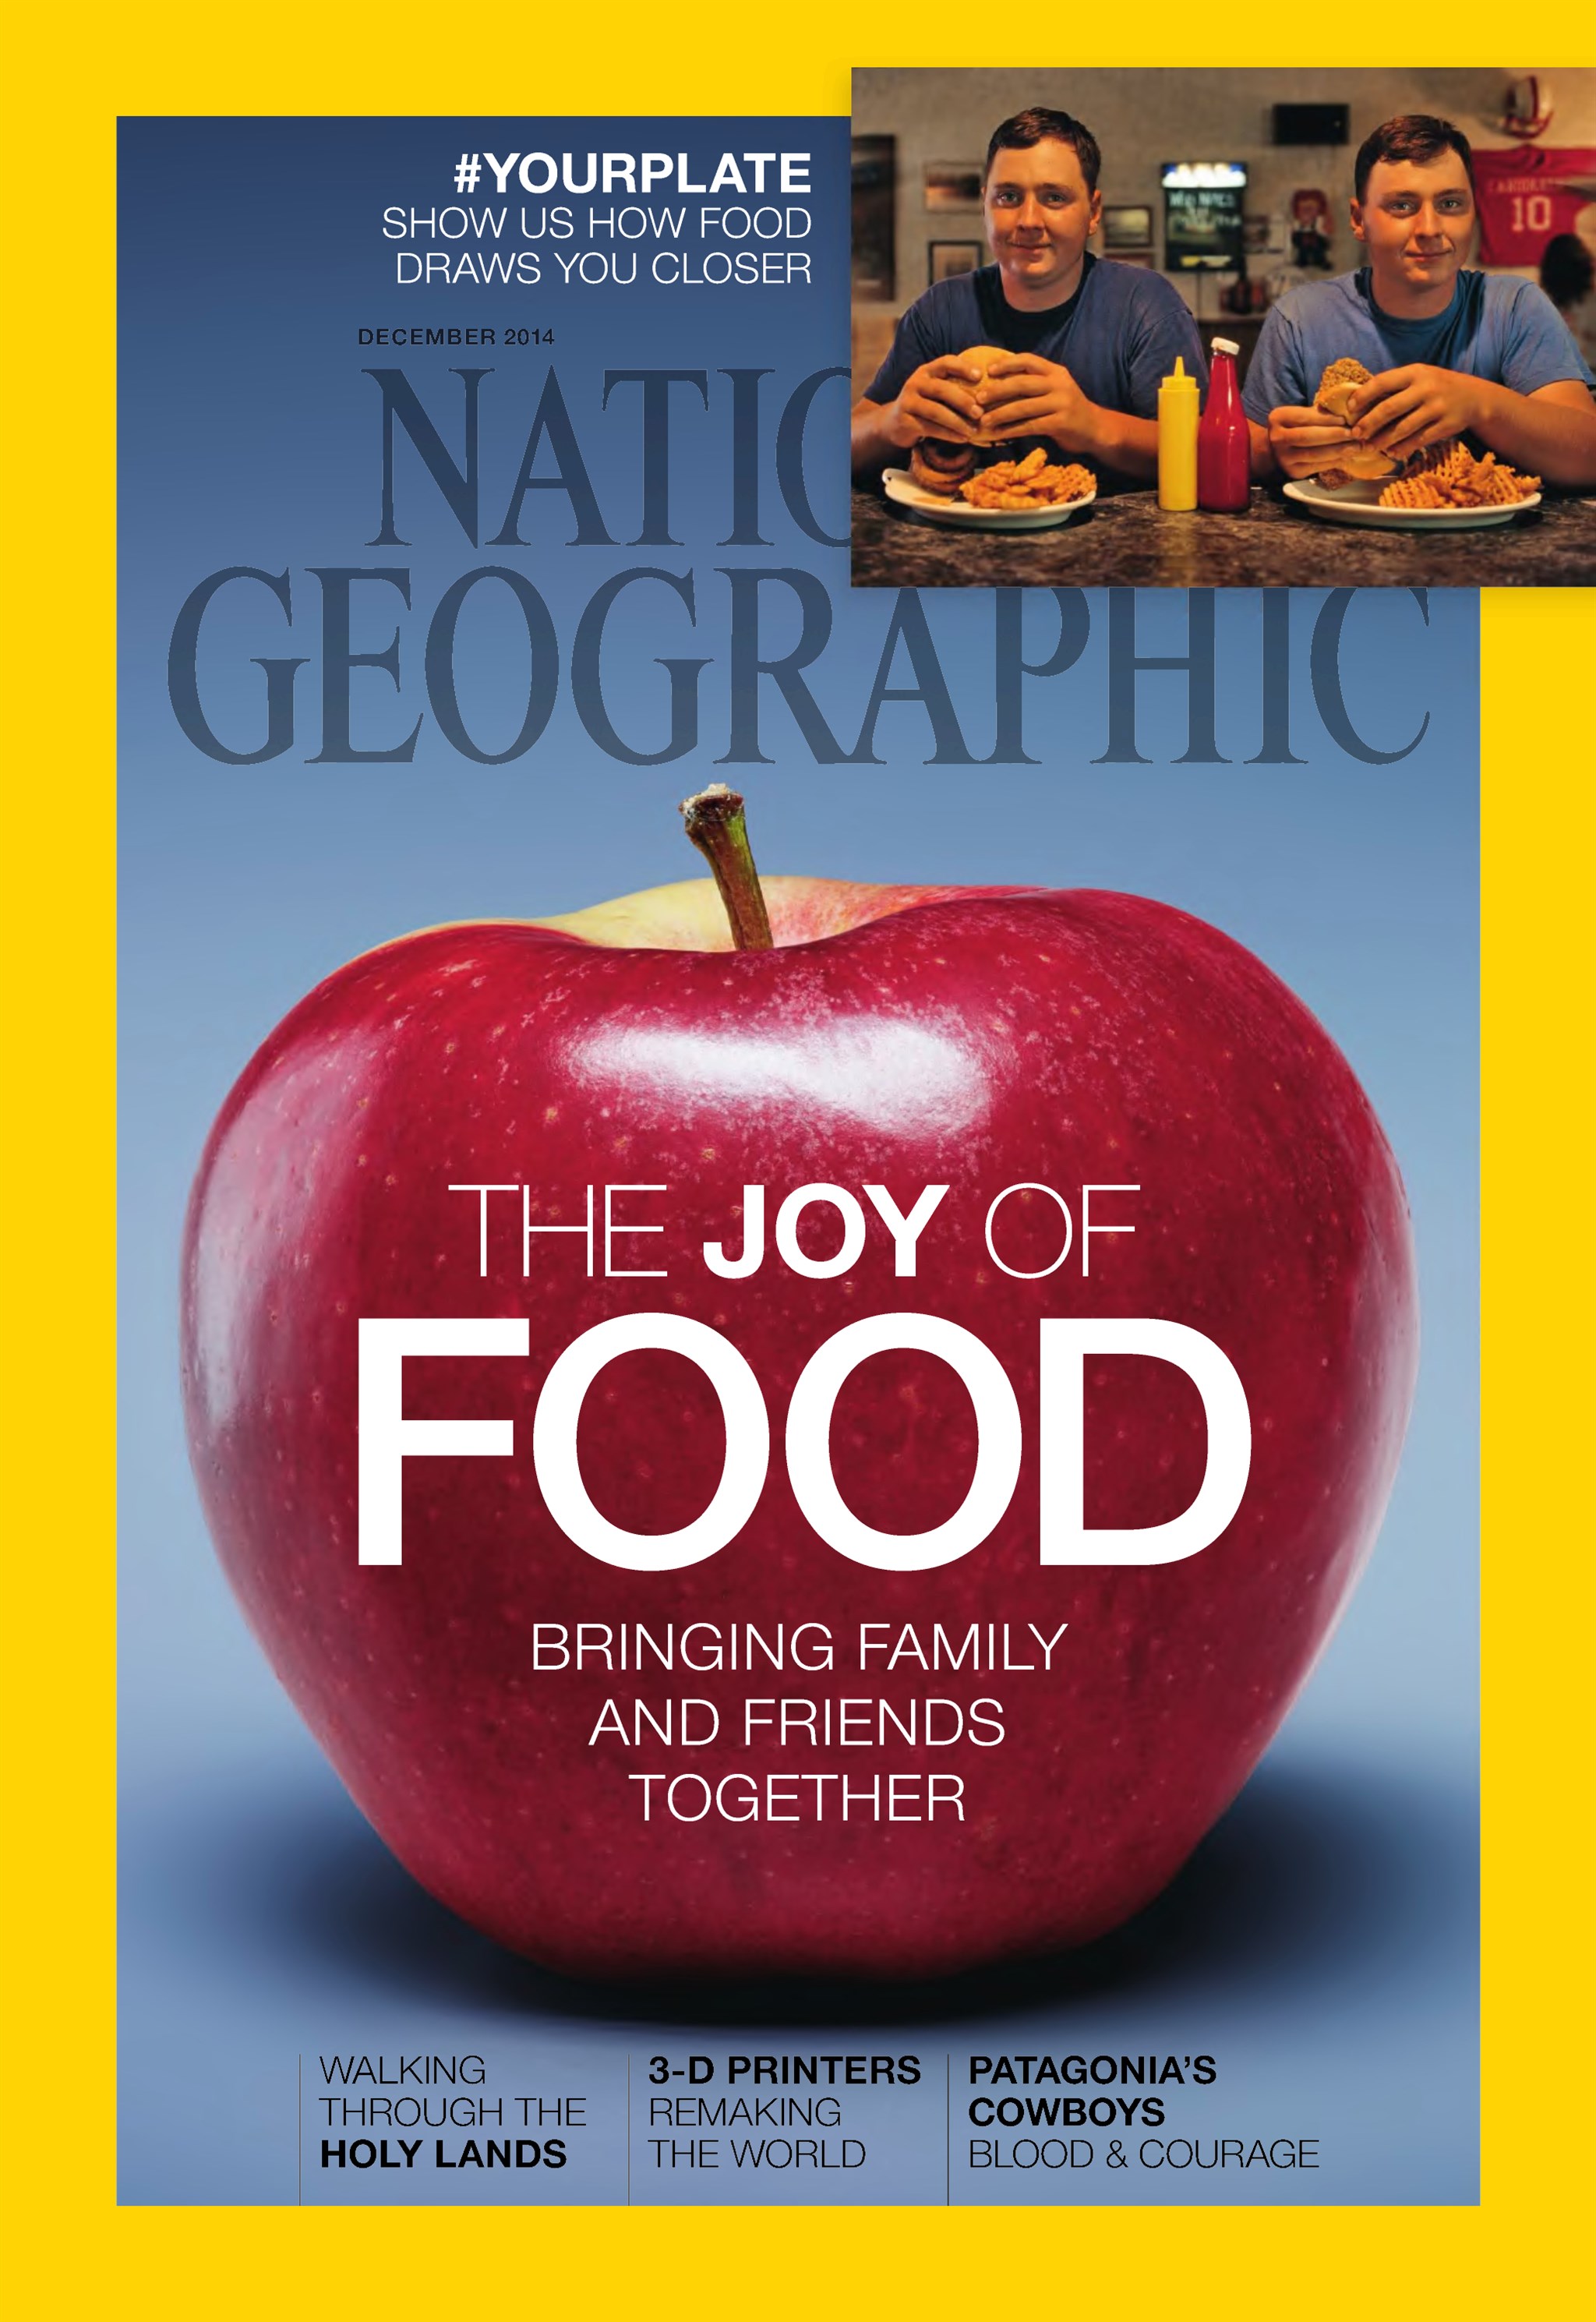 #YOURPLATE
SHOW US HOW FOOD
DRAWS YOU CLOSER
DECEMBER 2014
10
NATIO
GEOGRAPHIC
THE JOY OF
FOOD
BRINGING FAMILY
AND FRIENDS
TOGETHER
WALKING
THROUGH THE
HOLY LANDS
3-D PRINTERS
REMAKING
THE WORLD
PATAGONIA'S
COWBOYS
BLOOD & COURAGE